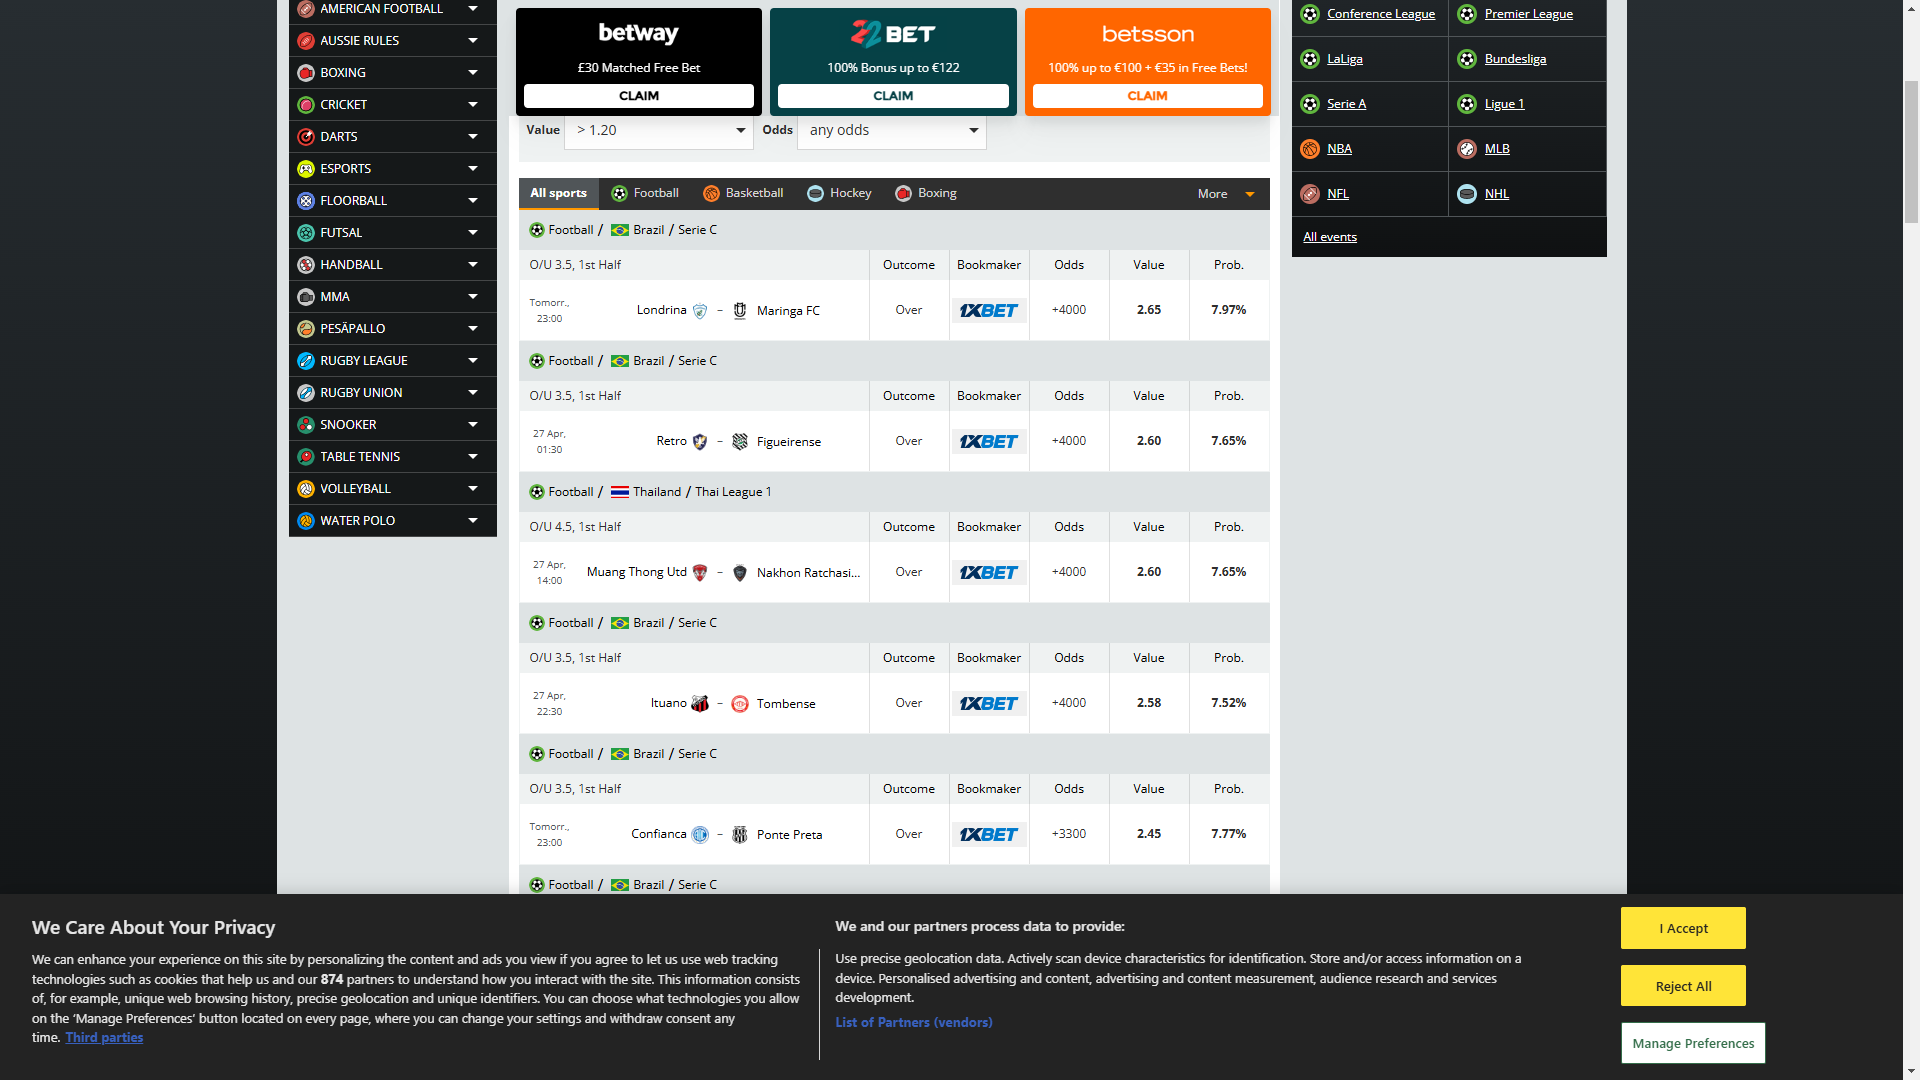 AMERICAN FOOTBALL
AUSSIE RULES
BOXING
CRICKET
DARTS
ESPORTS
FLOORBALL
FUTSAL
HANDBALL
MMA
PESÄPALLO
RUGBY LEAGUE
RUGBY UNION
SNOOKER
TABLE TENNIS
VOLLEYBALL
WATER POLO
betway
£30 Matched Free Bet
CLAIM
22BET
100% Bonus up to €122
CLAIM
betsson
100% up to €100 + €35 in Free Bets!
CLAIM
Value > 1.20 Odds any odds
All sports Football Basketball Hockey Boxing More
Football / Brazil / Serie C
O/U 3.5, 1st Half Outcome Bookmaker Odds Value Prob.
Tomorr., 23:00 Londrina – Maringa FC Over 1XBET +4000 2.65 7.97%
Football / Brazil / Serie C
O/U 3.5, 1st Half Outcome Bookmaker Odds Value Prob.
27 Apr, 01:30 Retro – Figueirense Over 1XBET +4000 2.60 7.65%
Football / Thailand / Thai League 1
O/U 4.5, 1st Half Outcome Bookmaker Odds Value Prob.
27 Apr, 14:00 Muang Thong Utd – Nakhon Ratchasi... Over 1XBET +4000 2.60 7.65%
Football / Brazil / Serie C
O/U 3.5, 1st Half Outcome Bookmaker Odds Value Prob.
27 Apr, 22:30 Ituano – Tombense Over 1XBET +4000 2.58 7.52%
Football / Brazil / Serie C
O/U 3.5, 1st Half Outcome Bookmaker Odds Value Prob.
Tomorr., 23:00 Confianca – Ponte Preta Over 1XBET +3300 2.45 7.77%
Football / Brazil / Serie C
Conference League Premier League
LaLiga Bundesliga
Serie A Ligue 1
NBA MLB
NFL NHL
All events
We Care About Your Privacy
We can enhance your experience on this site by personalizing the content and ads you view if you agree to let us use web tracking
technologies such as cookies that help us and our 874 partners to understand how you interact with the site. This information consists
of, for example, unique web browsing history, precise geolocation and unique identifiers. You can choose what technologies you allow
on the ‘Manage Preferences’ button located on every page, where you can change your settings and withdraw consent any
time. Third parties
We and our partners process data to provide:
Use precise geolocation data. Actively scan device characteristics for identification. Store and/or access information on a
device. Personalised advertising and content, advertising and content measurement, audience research and services
development.
List of Partners (vendors)
I Accept
Reject All
Manage Preferences